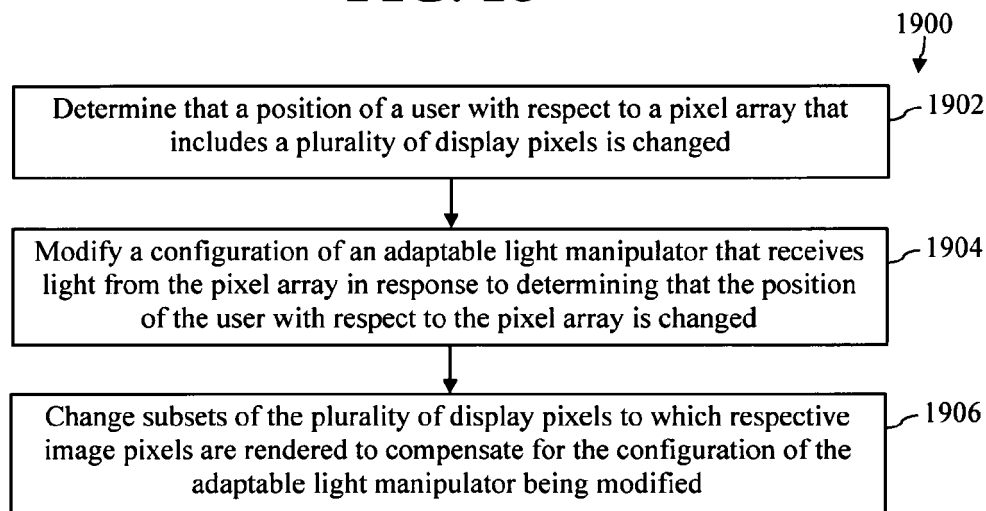 1900
Determine that a position of a user with respect to a pixel array that
includes a plurality of display pixels is changed
1902
Modify a configuration of an adaptable light manipulator that receives
light from the pixel array in response to determining that the position
of the user with respect to the pixel array is changed
1904
Change subsets of the plurality of display pixels to which respective
image pixels are rendered to compensate for the configuration of the
adaptable light manipulator being modified
1906